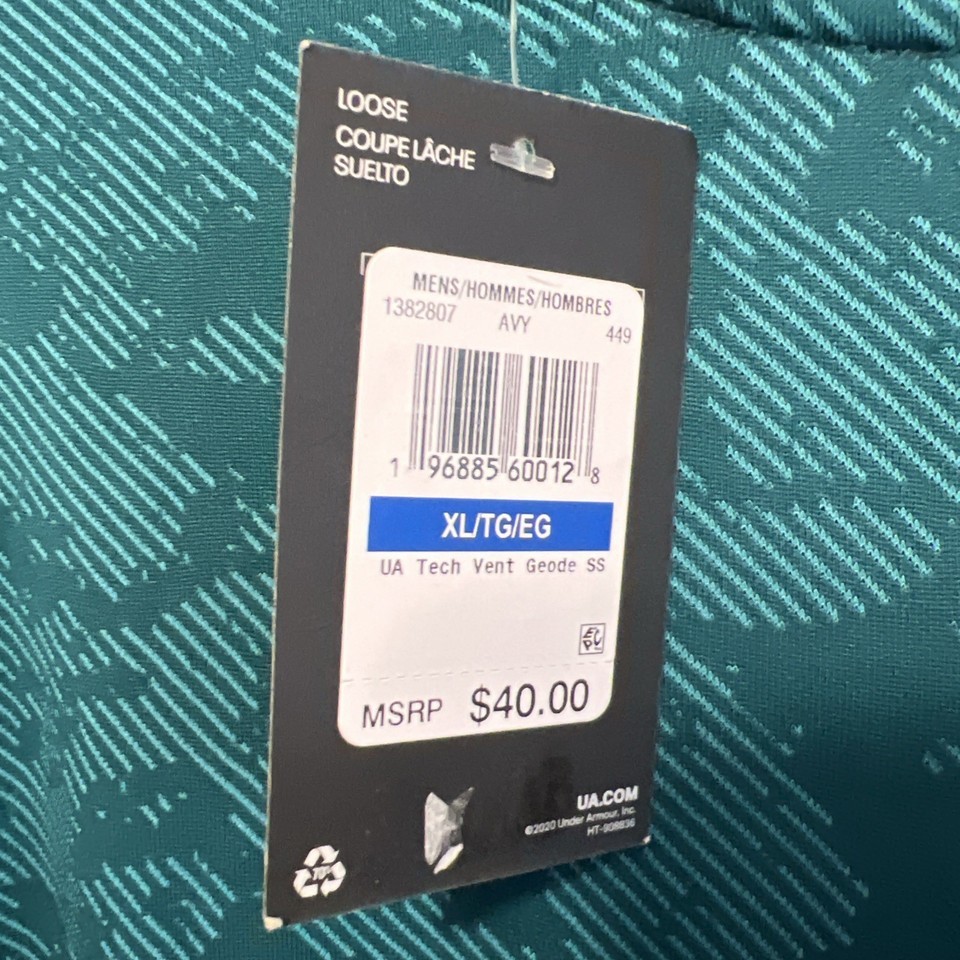 LOOSE
COUPE LÂCHE
SUELTO
MENS/HOMMES/HOMBRES
1382807 AVY 449
1 96885 60012 8
XL/TG/EG
UA Tech Vent Geode SS
MSRP $40.00
UA.COM
©2020 Under Armour, Inc.
HT-908836